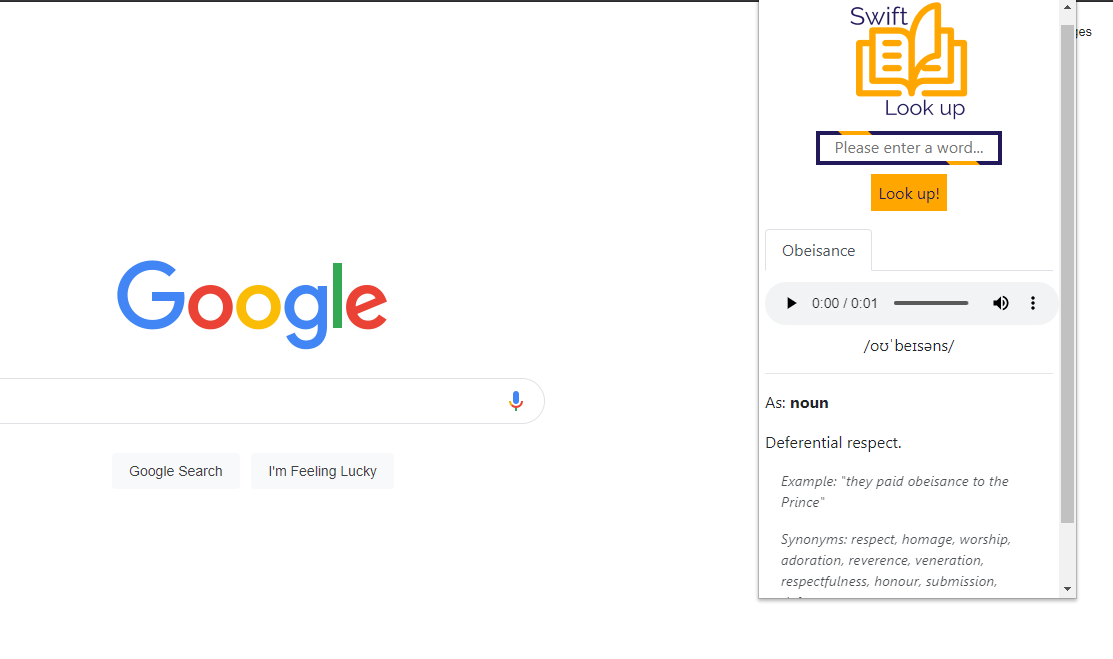 Swift
Look up
Please enter a word...
Look up!
Obeisance
0:00 / 0:01
/oʊˈbeɪsəns/
As: noun
Deferential respect.
Example: "they paid obeisance to the
Prince"
Synonyms: respect, homage, worship,
adoration, reverence, veneration,
respectfulness, honour, submission,
Google
Google Search
I'm Feeling Lucky